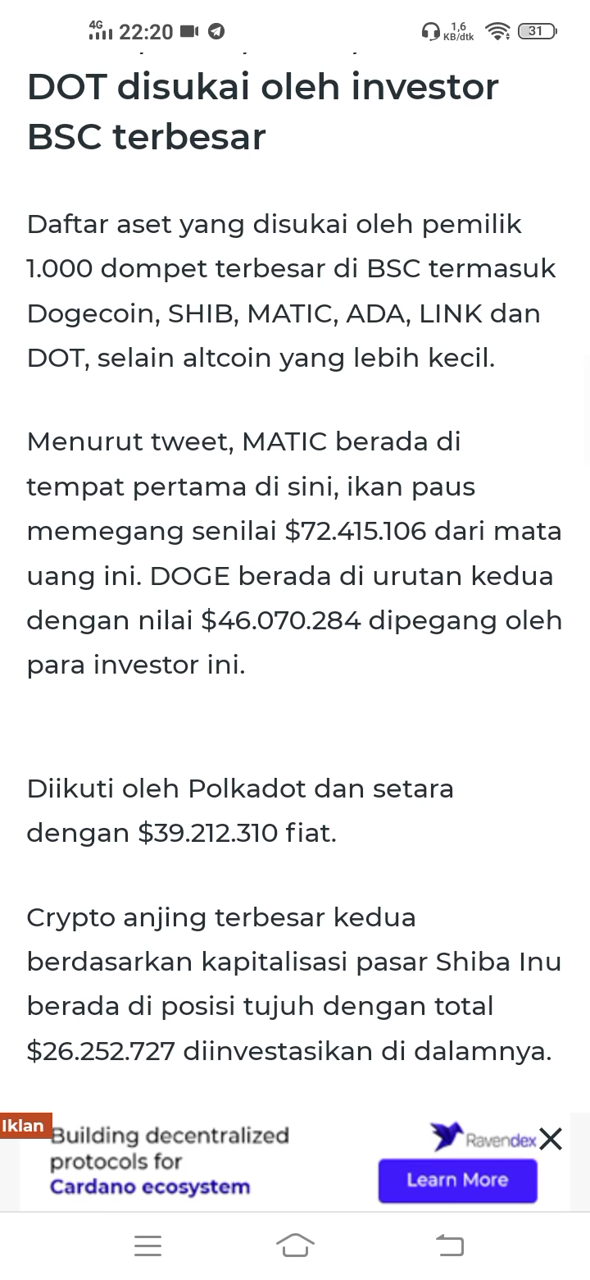 4G 22:20 1,6 KB/dtk 31
DOT disukai oleh investor
BSC terbesar
Daftar aset yang disukai oleh pemilik
1.000 dompet terbesar di BSC termasuk
Dogecoin, SHIB, MATIC, ADA, LINK dan
DOT, selain altcoin yang lebih kecil.
Menurut tweet, MATIC berada di
tempat pertama di sini, ikan paus
memegang senilai $72.415.106 dari mata
uang ini. DOGE berada di urutan kedua
dengan nilai $46.070.284 dipegang oleh
para investor ini.
Diikuti oleh Polkadot dan setara
dengan $39.212.310 fiat.
Crypto anjing terbesar kedua
berdasarkan kapitalisasi pasar Shiba Inu
berada di posisi tujuh dengan total
$26.252.727 diinvestasikan di dalamnya.
Iklan
Building decentralized
protocols for
Cardano ecosystem
Ravendex
Learn More